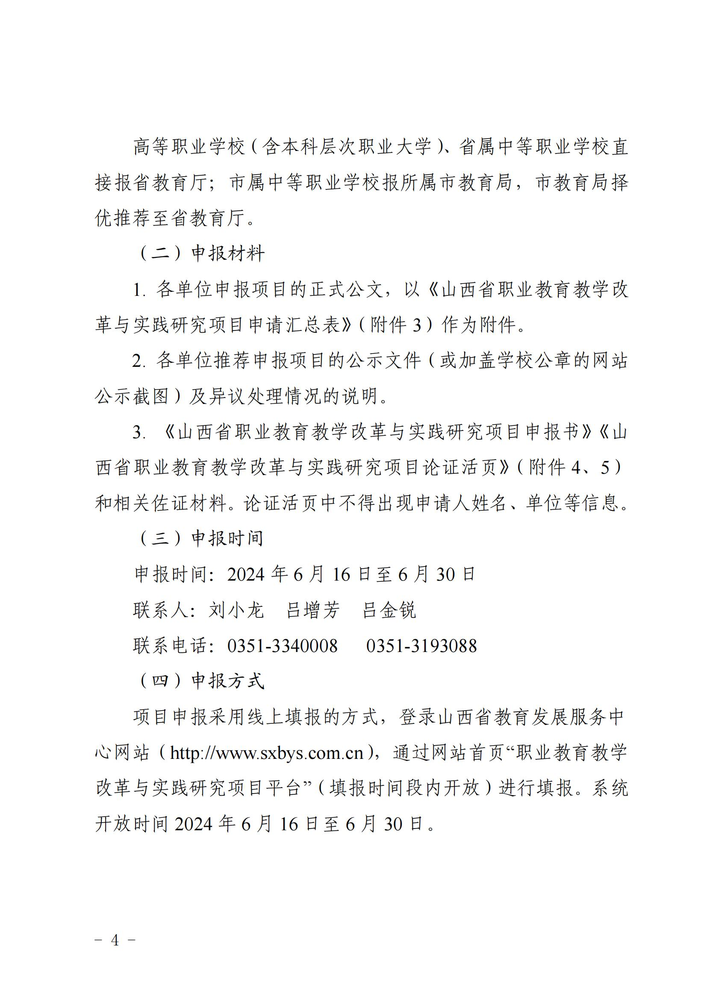 高等职业学校（含本科层次职业大学）、省属中等职业学校直
接报省教育厅；市属中等职业学校报所属市教育局，市教育局择
优推荐至省教育厅。
（二）申报材料
1. 各单位申报项目的正式公文，以《山西省职业教育教学改
革与实践研究项目申请汇总表》（附件 3）作为附件。
2. 各单位推荐申报项目的公示文件（或加盖学校公章的网站
公示截图）及异议处理情况的说明。
3. 《山西省职业教育教学改革与实践研究项目申报书》《山
西省职业教育教学改革与实践研究项目论证活页》（附件 4、5）
和相关佐证材料。论证活页中不得出现申请人姓名、单位等信息。
（三）申报时间
申报时间：2024 年 6 月 16 日至 6 月 30 日
联系人：刘小龙　吕增芳　吕金锐
联系电话：0351-3340008　0351-3193088
（四）申报方式
项目申报采用线上填报的方式，登录山西省教育发展服务中
心网站（http://www.sxbys.com.cn），通过网站首页“职业教育教学
改革与实践研究项目平台”（填报时间段内开放）进行填报。系统
开放时间 2024 年 6 月 16 日至 6 月 30 日。
- 4 -